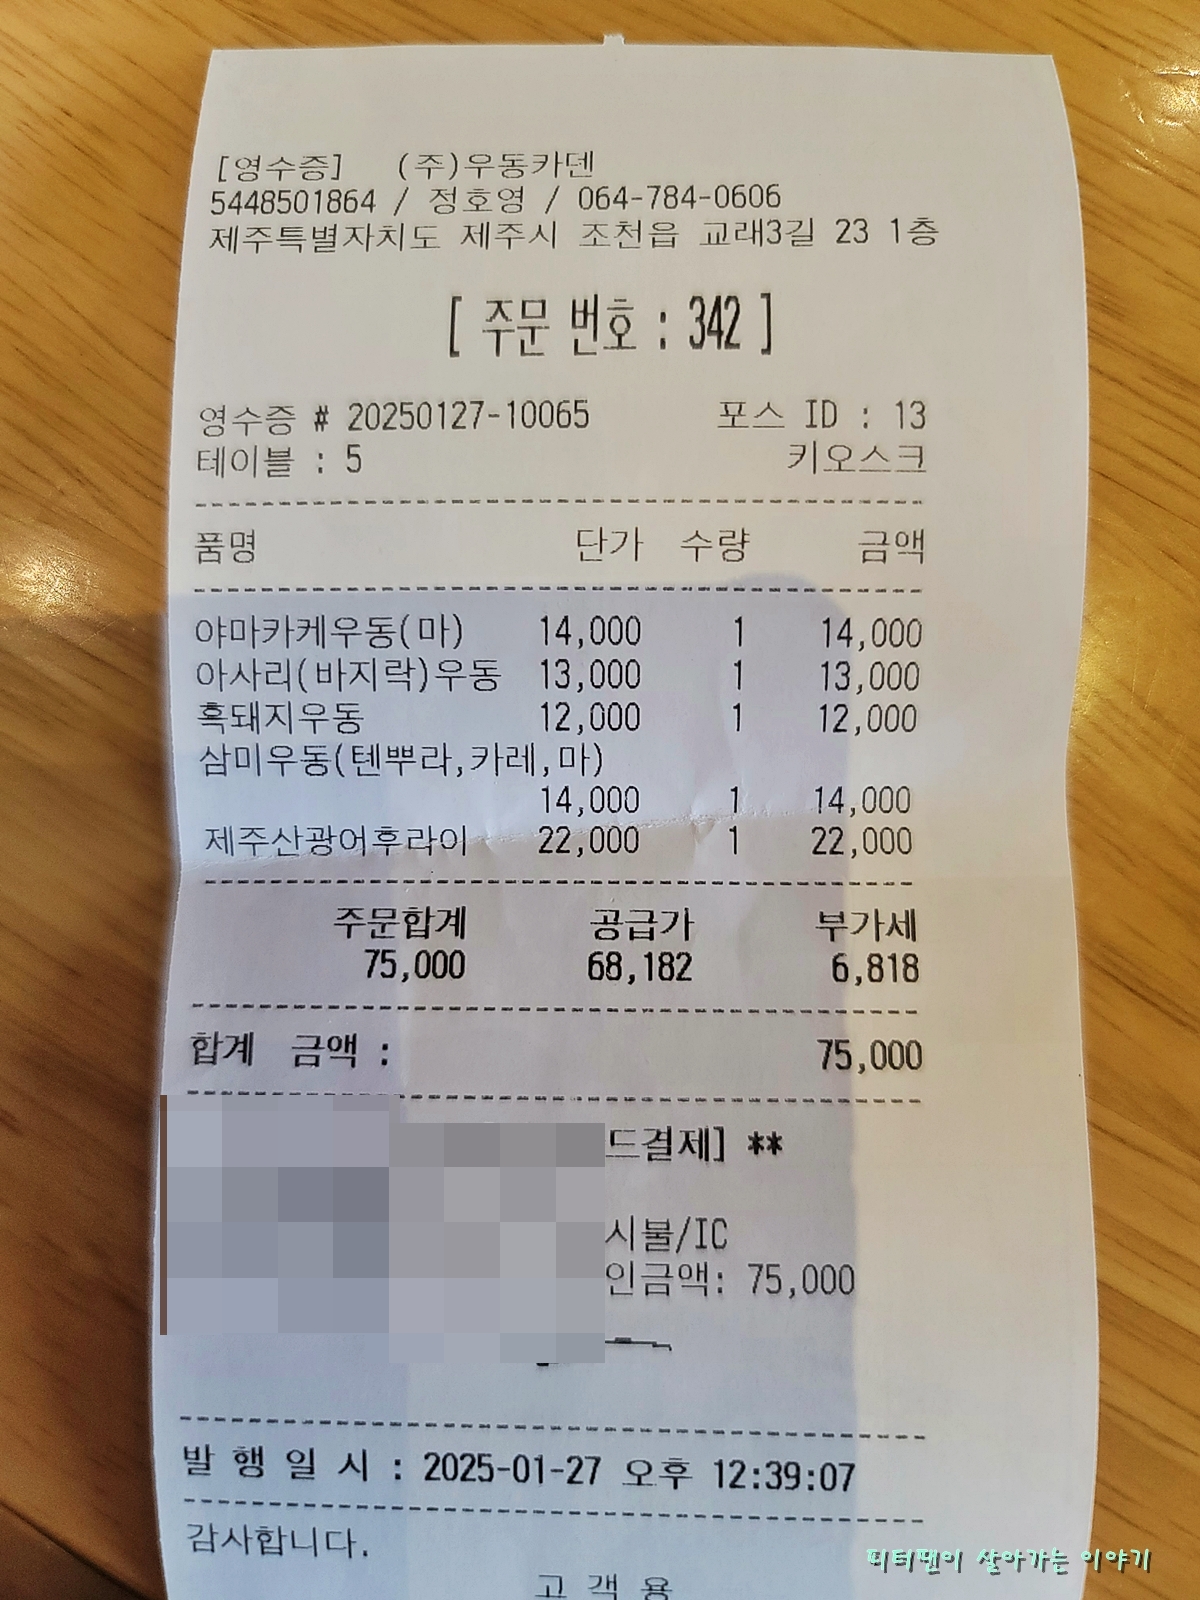 [영수증] (주)우동카덴
5448501864 / 정호영 / 064-784-0606
제주특별자치도 제주시 조천읍 교래3길 23 1층
[ 주문 번호 : 342 ]
영수증 # 20250127-10065 포스 ID : 13
테이블 : 5 키오스크
품명 단가 수량 금액
야마카케우동(마) 14,000 1 14,000
아사리(바지락)우동 13,000 1 13,000
흑돼지우동 12,000 1 12,000
삼미우동(텐뿌라,카레,마)
14,000 1 14,000
제주산광어후라이 22,000 1 22,000
주문합계 공급가 부가세
75,000 68,182 6,818
합계 금액 : 75,000
드결제] **
시불/IC
인금액: 75,000
발 행 일 시 : 2025-01-27 오후 12:39:07
감사합니다.
고 객 용
피터팬이 살아가는 이야기